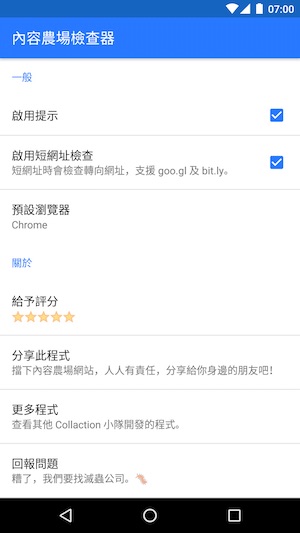 07:00
內容農場檢查器
一般
啟用提示
啟用短網址檢查
短網址時會檢查轉向網址，支援 goo.gl 及 bit.ly。
預設瀏覽器
Chrome
關於
給予評分
分享此程式
擋下內容農場網站，人人有責任，分享給你身邊的朋友吧！
更多程式
查看其他 Collaction 小隊開發的程式。
回報問題
糟了，我們要找滅蟲公司。